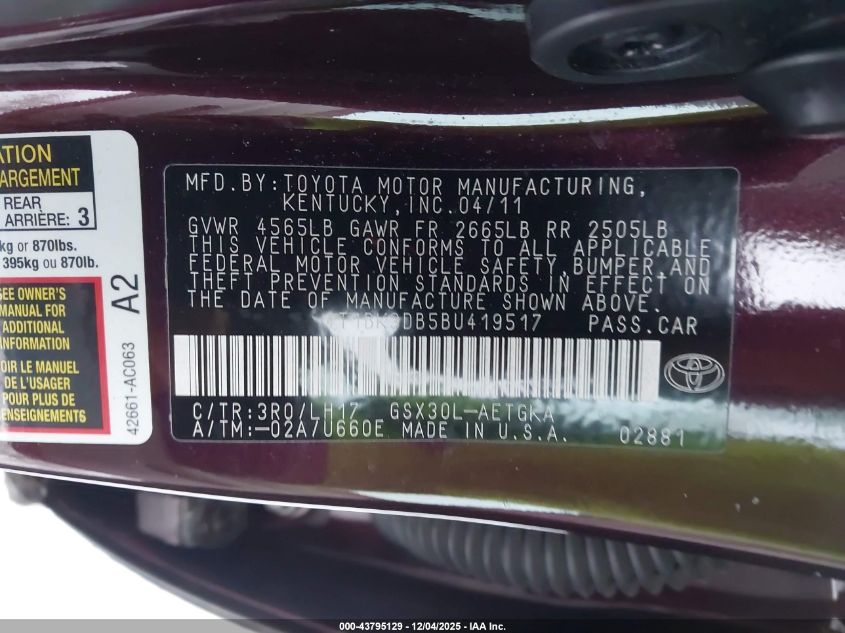 ATION
ARGEMENT
REAR
ARRIÈRE: 3
kg or 870lbs.
395kg ou 870lb.
SEE OWNER'S
MANUAL FOR
ADDITIONAL
INFORMATION
OIR LE MANUEL
DE L'USAGER
POUR PLUS DE
ENSEIGNEMENTS
A2
42661-AC063
MFD.BY:TOYOTA MOTOR MANUFACTURING,
KENTUCKY,INC.04/11
GVWR 4565LB GAWR FR 2665LB RR 2505LB
THIS VEHICLE CONFORMS TO ALL APPLICABLE
FEDERAL MOTOR VEHICLE SAFETY,BUMPER,AND
THEFT PREVENTION STANDARDS IN EFFECT ON
THE DATE OF MANUFACTURE SHOWN ABOVE.
PASS.CAR
C/TR:3R0/LH17 GSX30L-AETGKA
A/TM:-02A/U660E MADE IN U.S.A. 02881
000-43795129 - 12/04/2025 - IAA Inc.